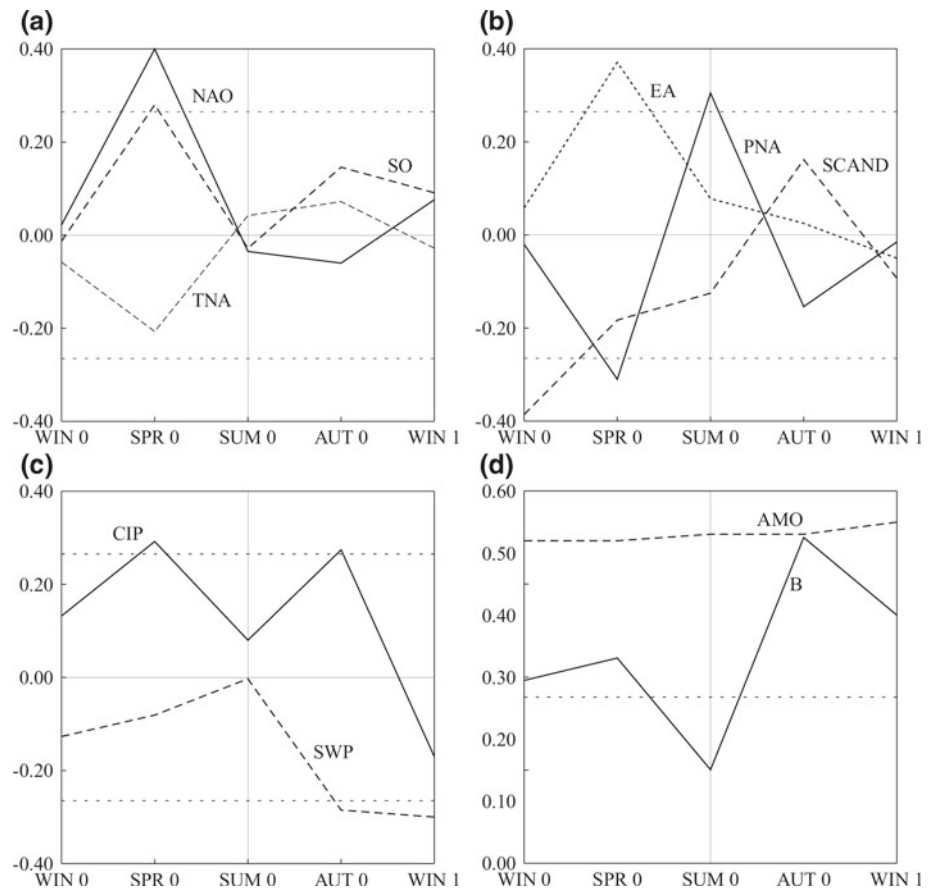 (a)
0.40
NAO
0.20
SO
0.00
TNA
-0.20
-0.40
WIN 0 SPR 0 SUM 0 AUT 0 WIN 1
(b)
0.40
EA
PNA
0.20
SCAND
0.00
-0.20
-0.40
WIN 0 SPR 0 SUM 0 AUT 0 WIN 1
(c)
0.40
CIP
0.20
0.00
SWP
-0.20
-0.40
WIN 0 SPR 0 SUM 0 AUT 0 WIN 1
(d)
0.60
AMO
0.50
B
0.40
0.30
0.20
0.10
0.00
WIN 0 SPR 0 SUM 0 AUT 0 WIN 1